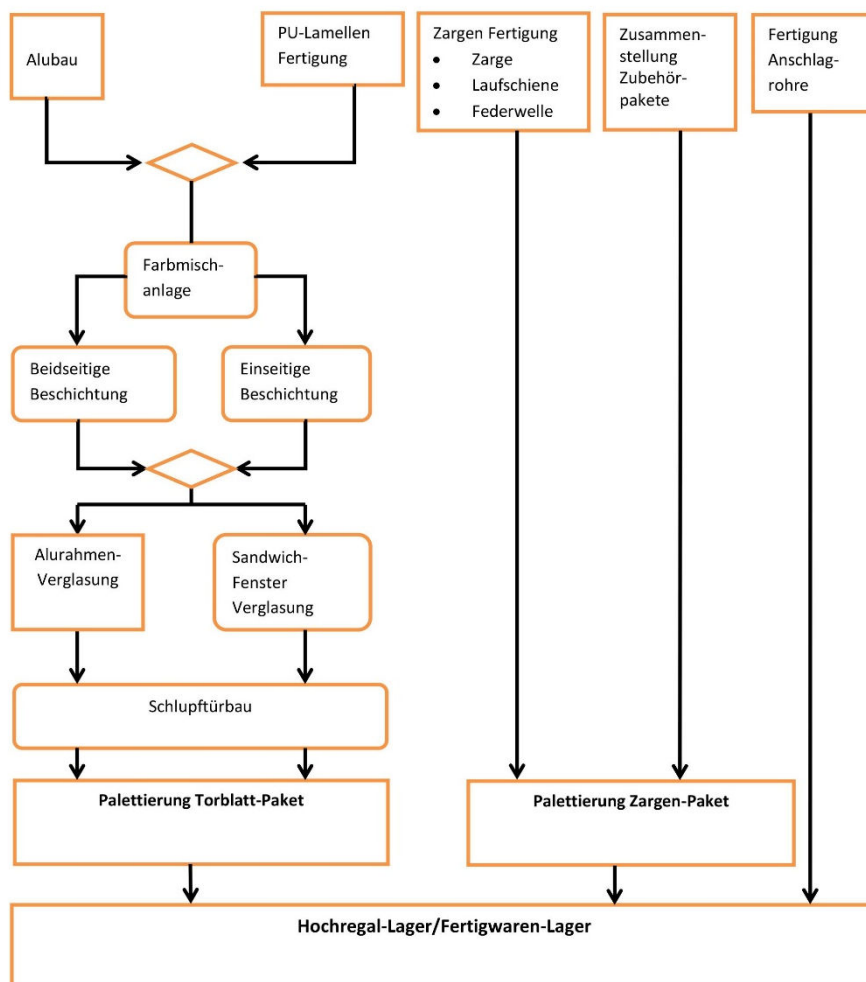 Alubau
PU-Lamellen
Fertigung
Zargen Fertigung
• Zarge
• Laufschiene
• Federwelle
Zusammen-
stellung
Zubehör-
pakete
Fertigung
Anschlag-
rohre
Farbmisch-
anlage
Beidseitige
Beschichtung
Einseitige
Beschichtung
Alurahmen-
Verglasung
Sandwich-
Fenster
Verglasung
Schlupftürbau
Palettierung Torblatt-Paket
Palettierung Zargen-Paket
Hochregal-Lager/Fertigwaren-Lager